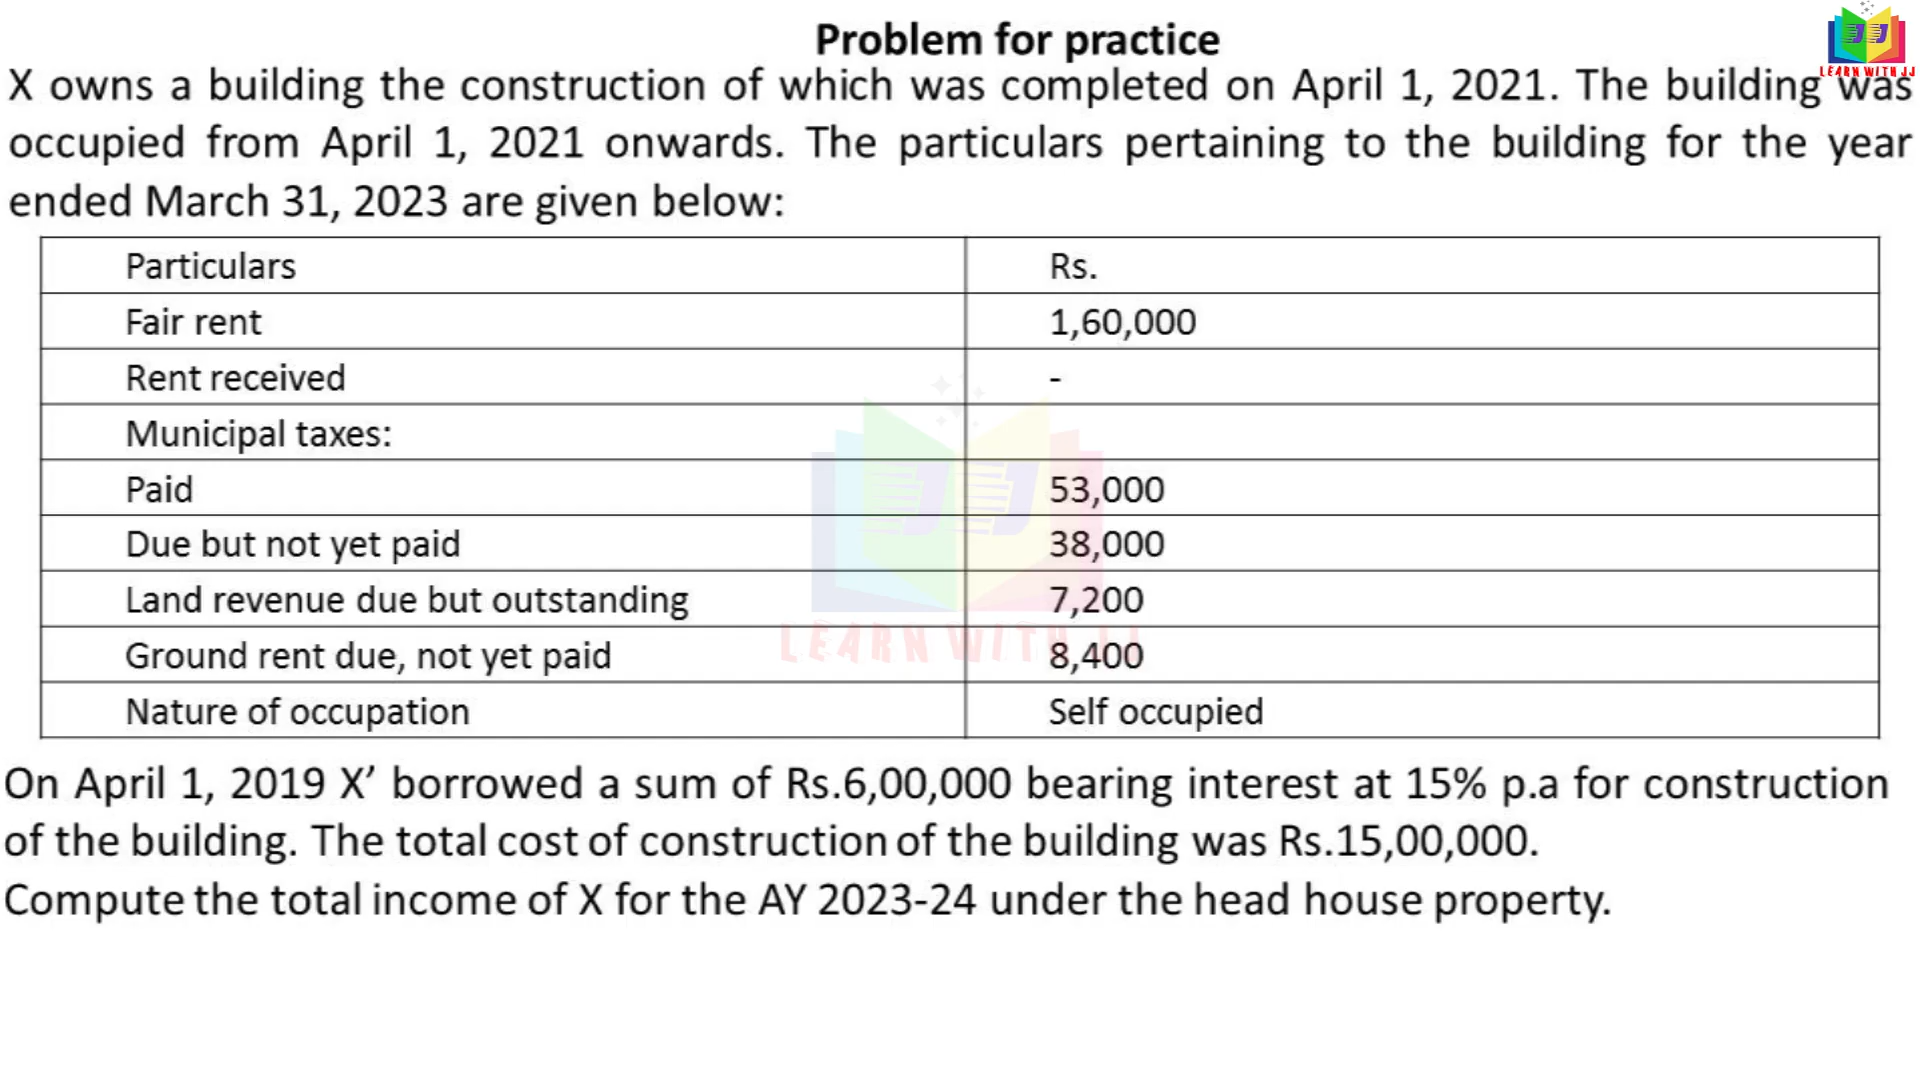 Problem for practice
LEARN WITH JJ
X owns a building the construction of which was completed on April 1, 2021. The building was
occupied from April 1, 2021 onwards. The particulars pertaining to the building for the year
ended March 31, 2023 are given below:
Particulars Rs.
Fair rent 1,60,000
Rent received -
Municipal taxes:
Paid 53,000
Due but not yet paid 38,000
Land revenue due but outstanding 7,200
LEARN WITH JJ
Ground rent due, not yet paid 8,400
Nature of occupation Self occupied
On April 1, 2019 X’ borrowed a sum of Rs.6,00,000 bearing interest at 15% p.a for construction
of the building. The total cost of construction of the building was Rs.15,00,000.
Compute the total income of X for the AY 2023-24 under the head house property.